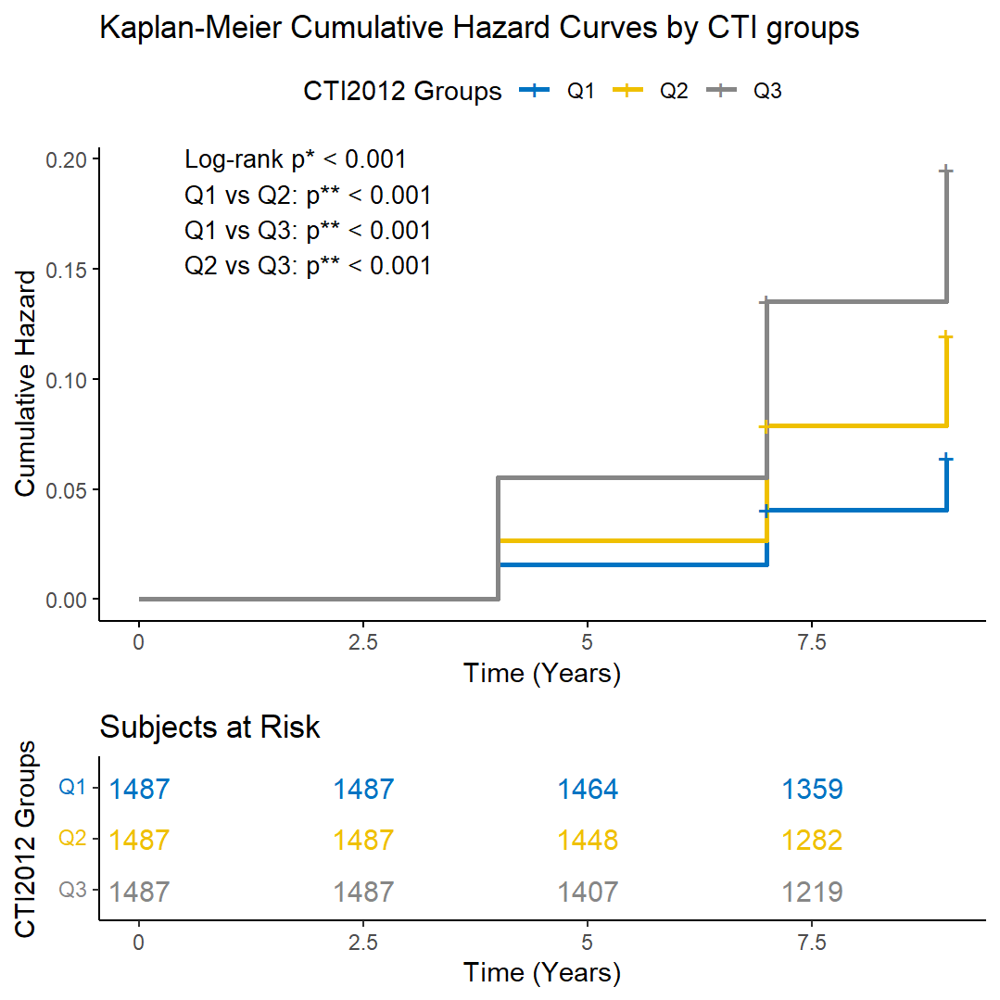 Kaplan-Meier Cumulative Hazard Curves by CTI groups
CTI2012 Groups Q1 Q2 Q3
Log-rank p* < 0.001
Q1 vs Q2: p** < 0.001
Q1 vs Q3: p** < 0.001
Q2 vs Q3: p** < 0.001
Cumulative Hazard
0.20
0.15
0.10
0.05
0.00
0 2.5 5 7.5
Time (Years)
Subjects at Risk
CTI2012 Groups
Q1 1487 1487 1464 1359
Q2 1487 1487 1448 1282
Q3 1487 1487 1407 1219
0 2.5 5 7.5
Time (Years)